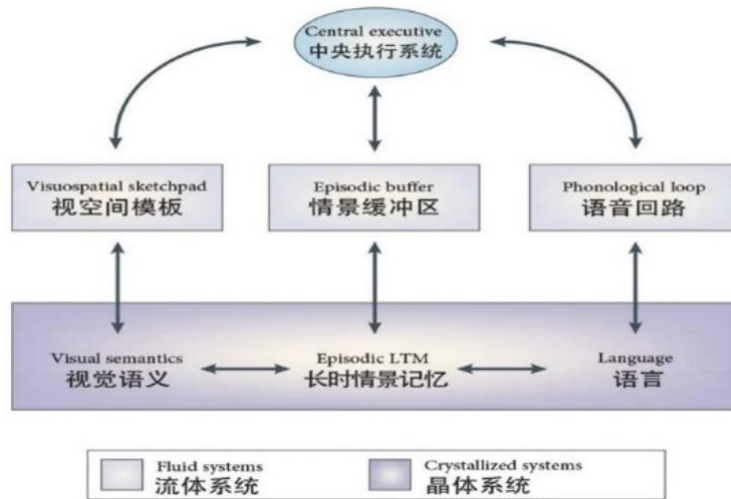 Central executive
中央执行系统
Visuospatial sketchpad
视空间模板
Episodic buffer
情景缓冲区
Phonological loop
语音回路
Visual semantics
视觉语义
Episodic LTM
长时情景记忆
Language
语言
Fluid systems
流体系统
Crystallized systems
晶体系统